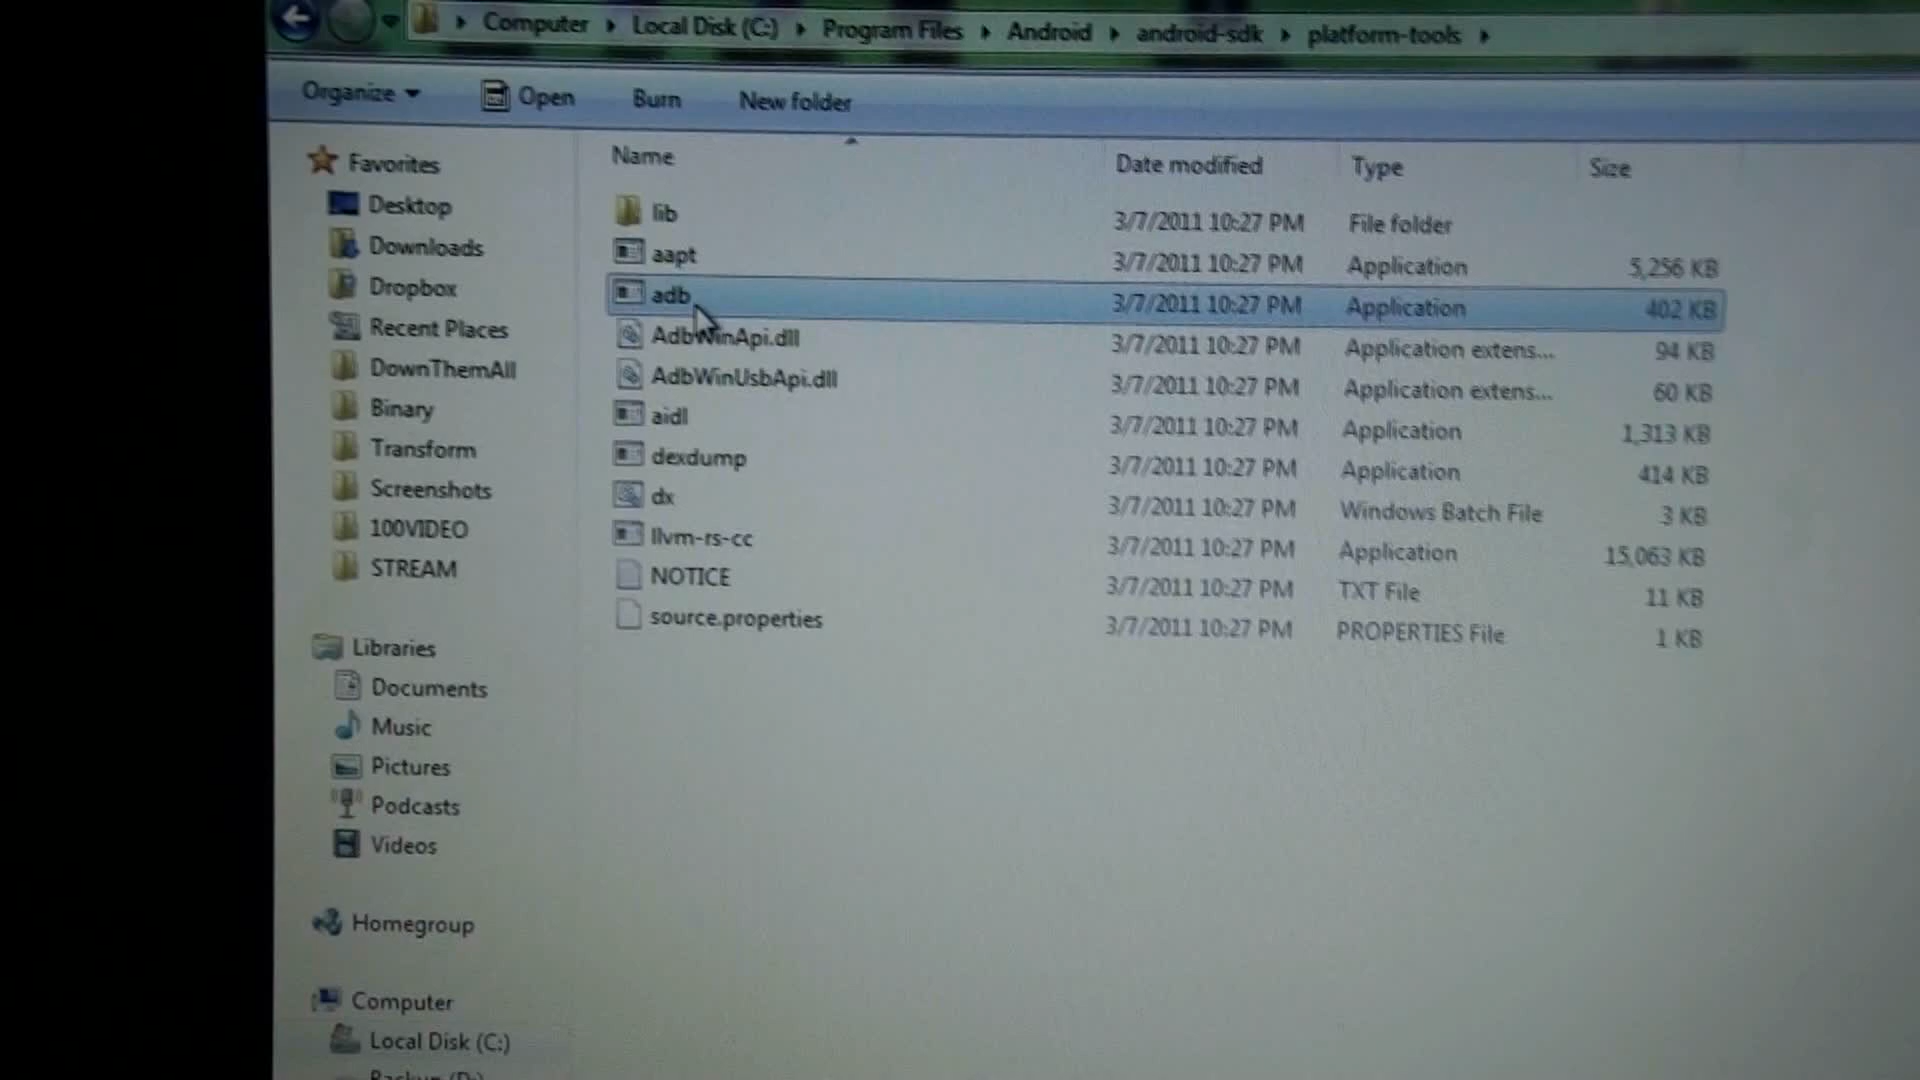 Computer Local Disk (C:) Program Files Android android-sdk platform-tools
Organize Open Burn New folder
Name Date modified Type Size
lib 3/7/2011 10:27 PM File folder
aapt 3/7/2011 10:27 PM Application 5,256 KB
adb 3/7/2011 10:27 PM Application 402 KB
AdbWinApi.dll 3/7/2011 10:27 PM Application extens... 94 KB
AdbWinUsbApi.dll 3/7/2011 10:27 PM Application extens... 60 KB
aidl 3/7/2011 10:27 PM Application 1,313 KB
dexdump 3/7/2011 10:27 PM Application 414 KB
dx 3/7/2011 10:27 PM Windows Batch File 3 KB
llvm-rs-cc 3/7/2011 10:27 PM Application 15,063 KB
NOTICE 3/7/2011 10:27 PM TXT File 11 KB
source.properties 3/7/2011 10:27 PM PROPERTIES File 1 KB
Favorites
Desktop
Downloads
Dropbox
Recent Places
DownThemAll
Binary
Transform
Screenshots
100VIDEO
STREAM
Libraries
Documents
Music
Pictures
Podcasts
Videos
Homegroup
Computer
Local Disk (C:)